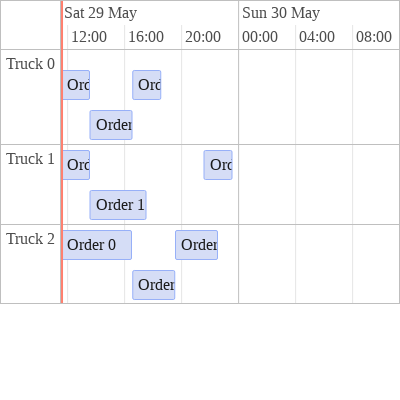 Sat 29 May
Sun 30 May
12:00 16:00 20:00 00:00 04:00 08:00
Truck 0
Ord Ord
Order
Truck 1
Ord Ord
Order 1
Truck 2
Order 0 Order
Order